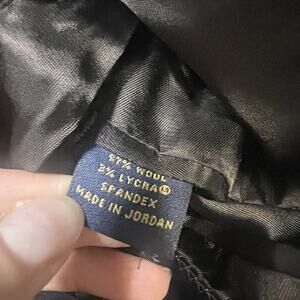 97% WOOL
3% LYCRA®
SPANDEX
MADE IN JORDAN